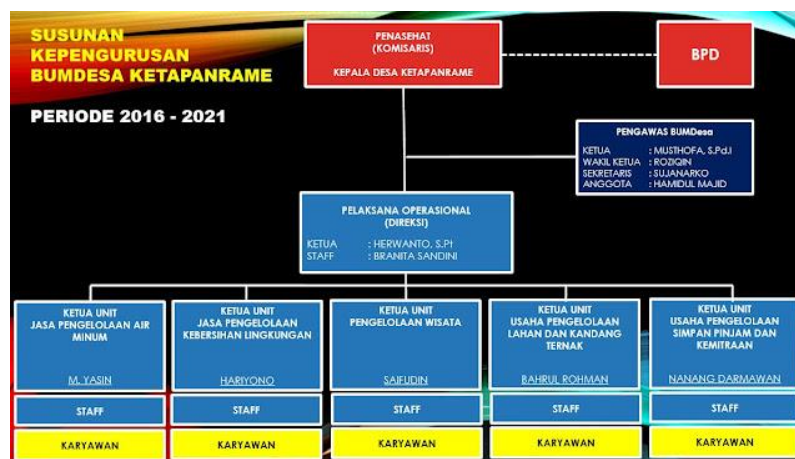 SUSUNAN
KEPENGURUSAN
BUMDESA KETAPANRAME
PERIODE 2016 - 2021
PENASEHAT
(KOMISARIS)
KEPALA DESA KETAPANRAME
BPD
PENGAWAS BUMDesa
KETUA : MUSTHOFA, S.Pd.I
WAKIL KETUA : ROZIQIN
SEKRETARIS : SUJANARKO
ANGGOTA : HAMIDUL MAJID
PELAKSANA OPERASIONAL
(DIREKSI)
KETUA : HERWANTO, S.Pt
STAFF : BRANITA SANDINI
KETUA UNIT
JASA PENGELOLAAN AIR
MINUM
M. YASIN
STAFF
KARYAWAN
KETUA UNIT
JASA PENGELOLAAN
KEBERSIHAN LINGKUNGAN
HARIYONO
STAFF
KARYAWAN
KETUA UNIT
PENGELOLAAN WISATA
SAIFUDIN
STAFF
KARYAWAN
KETUA UNIT
USAHA PENGELOLAAN
LAHAN DAN KANDANG
TERNAK
BAHRUL ROHMAN
STAFF
KARYAWAN
KETUA UNIT
USAHA PENGELOLAAN
SIMPAN PINJAM DAN
KEMITRAAN
NANANG DARMAWAN
STAFF
KARYAWAN